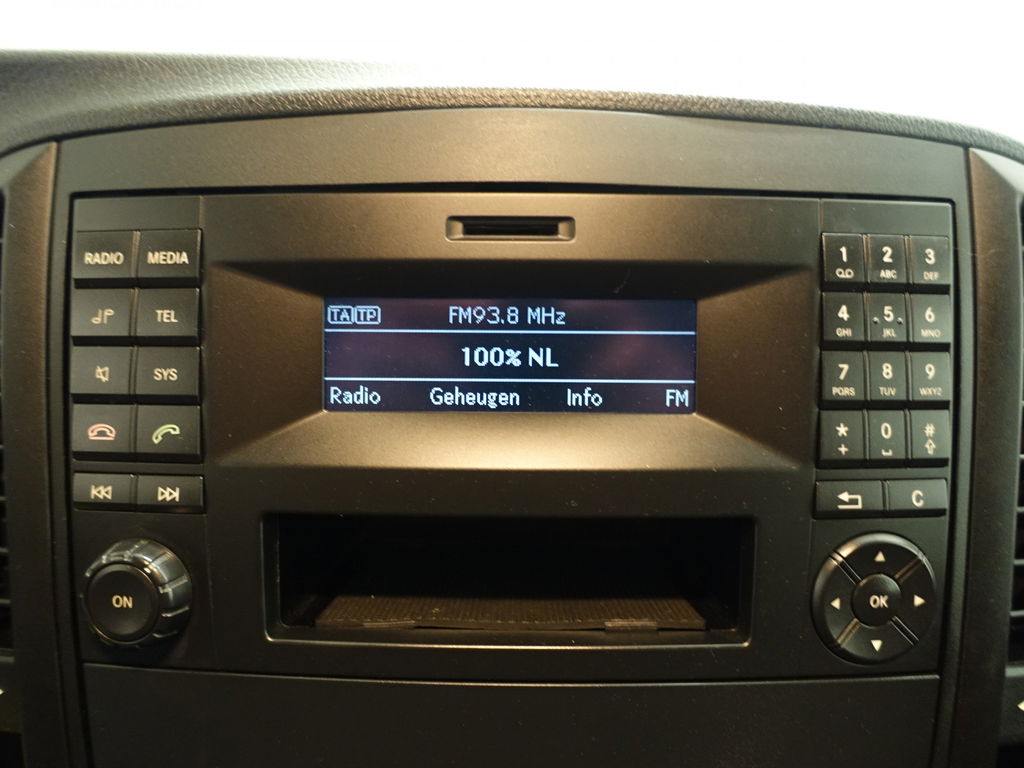 RADIO MEDIA
TEL
SYS
ON
TA TP FM93.8 MHz
100% NL
Radio Geheugen Info FM
1 2 ABC 3 DEF
4 GHI 5 JKL 6 MNO
7 PQRS 8 TUV 9 WXYZ
* + 0 #
C
OK